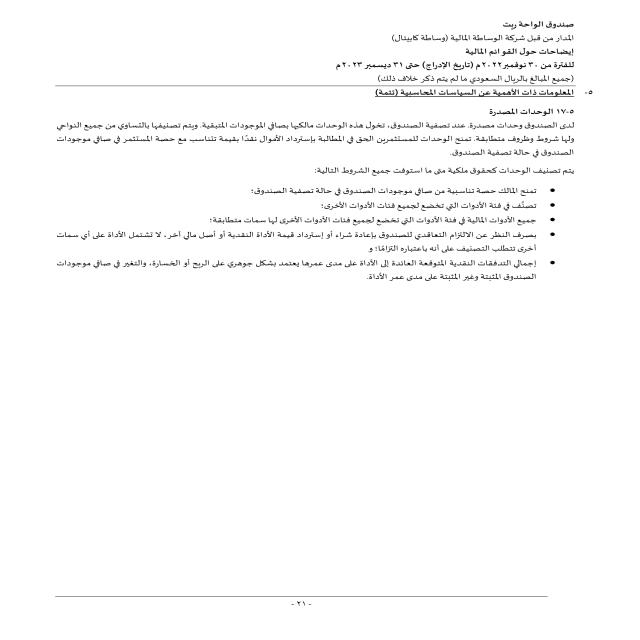 صندوق الواحة ريت
المدار من قبل شركة الوساطة المالية (وساطة كابيتال)
إيضاحات حول القوائم المالية
للفترة من ٣٠ نوفمبر ٢٠٢٢ م (تاريخ الإدراج) حتى ٣١ ديسمبر ٢٠٢٣ م
(جميع المبالغ بالريال السعودي ما لم يتم ذكر خلاف ذلك)
٥- المعلومات ذات الأهمية عن السياسات المحاسبية (تتمة)
٥-١٧ الوحدات المصدرة
لدى الصندوق وحدات مصدرة. عند تصفية الصندوق، تخول هذه الوحدات مالكها بصافي الموجودات المتبقية. ويتم تصنيفها بالتساوي من جميع النواحي
ولها شروط وظروف متطابقة. تمنح الوحدات للمستثمرين الحق في المطالبة بإسترداد الأموال نقدًا بقيمة تتناسب مع حصة المستثمر في صافي موجودات
الصندوق في حالة تصفية الصندوق.
يتم تصنيف الوحدات كحقوق ملكية متى ما استوفت جميع الشروط التالية:
• تمنح المالك حصة تناسبية من صافي موجودات الصندوق في حالة تصفية الصندوق؛
• تصنّف في فئة الأدوات التي تخضع لجميع فئات الأدوات الأخرى؛
• جميع الأدوات المالية في فئة الأدوات التي تخضع لجميع فئات الأدوات الأخرى لها سمات متطابقة؛
• بصرف النظر عن الالتزام التعاقدي للصندوق بإعادة شراء أو إسترداد قيمة الأداة النقدية أو أصل مالي آخر، لا تشتمل الأداة على أي سمات
أخرى تتطلب التصنيف على أنه باعتباره التزامًا؛ و
• إجمالي التدفقات النقدية المتوقعة العائدة إلى الأداة على مدى عمرها يعتمد بشكل جوهري على الربح أو الخسارة، والتغير في صافي موجودات
الصندوق المثبتة وغير المثبتة على مدى عمر الأداة.
- ٢١ -